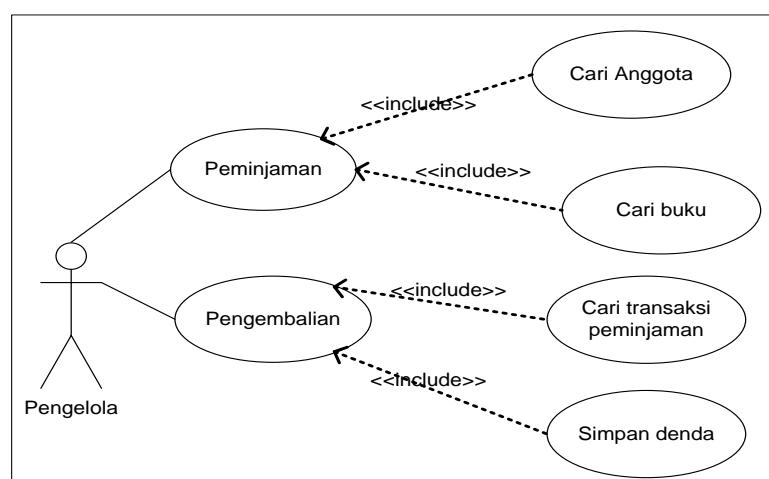 Cari Anggota
<<include>>
Peminjaman
<<include>>
Cari buku
<<include>>
Cari transaksi
peminjaman
Pengembalian
<<include>>
Pengelola
Simpan denda